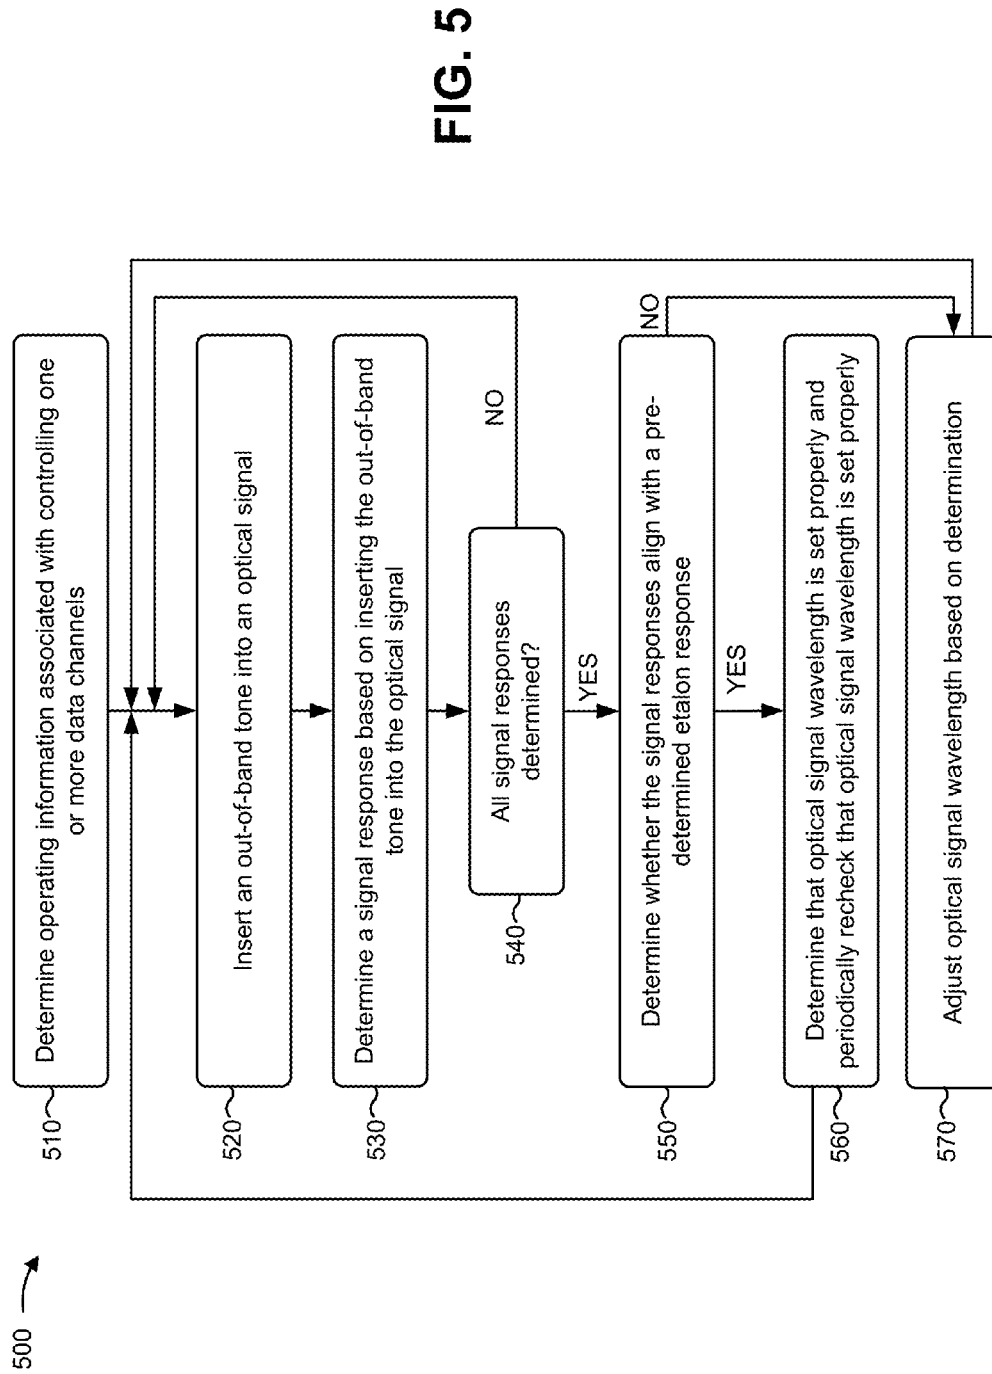 500
510
Determine operating information associated with controlling one
or more data channels
520
Insert an out-of-band tone into an optical signal
530
Determine a signal response based on inserting the out-of-band
tone into the optical signal
540
All signal responses
determined?
NO
YES
550
Determine whether the signal responses align with a pre-
determined etalon response
NO
YES
560
Determine that optical signal wavelength is set properly and
periodically recheck that optical signal wavelength is set properly
570
Adjust optical signal wavelength based on determination
FIG. 5